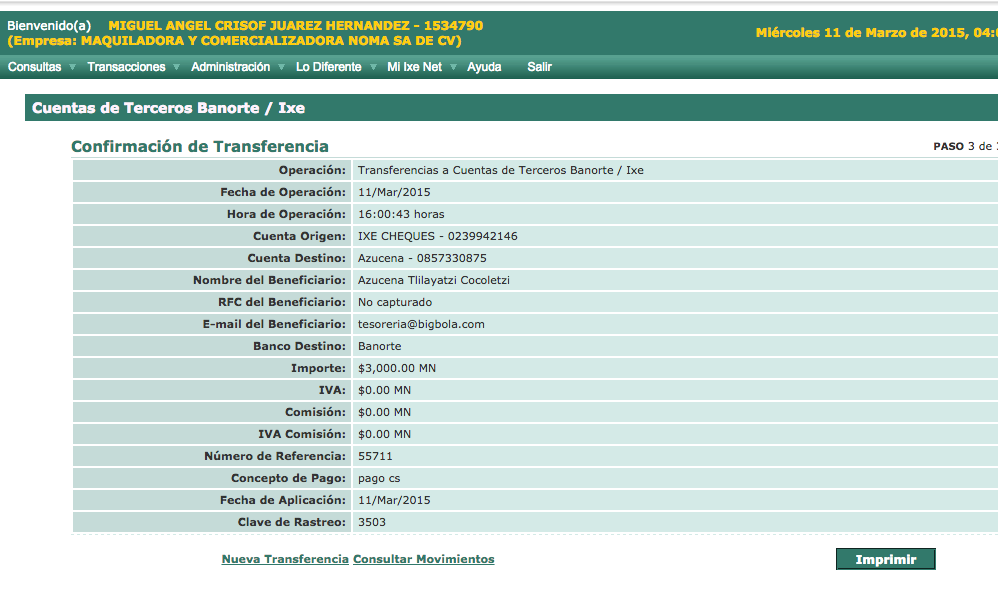 Bienvenido(a) MIGUEL ANGEL CRISOF JUAREZ HERNANDEZ - 1534790
(Empresa: MAQUILADORA Y COMERCIALIZADORA NOMA SA DE CV)
Miércoles 11 de Marzo de 2015, 04:
Consultas Transacciones Administración Lo Diferente Mi Ixe Net Ayuda Salir
Cuentas de Terceros Banorte / Ixe
Confirmación de Transferencia PASO 3 de
Operación: Transferencias a Cuentas de Terceros Banorte / Ixe
Fecha de Operación: 11/Mar/2015
Hora de Operación: 16:00:43 horas
Cuenta Origen: IXE CHEQUES - 0239942146
Cuenta Destino: Azucena - 0857330875
Nombre del Beneficiario: Azucena Tlilayatzi Cocoletzi
RFC del Beneficiario: No capturado
E-mail del Beneficiario: tesoreria@bigbola.com
Banco Destino: Banorte
Importe: $3,000.00 MN
IVA: $0.00 MN
Comisión: $0.00 MN
IVA Comisión: $0.00 MN
Número de Referencia: 55711
Concepto de Pago: pago cs
Fecha de Aplicación: 11/Mar/2015
Clave de Rastreo: 3503
Nueva Transferencia Consultar Movimientos Imprimir